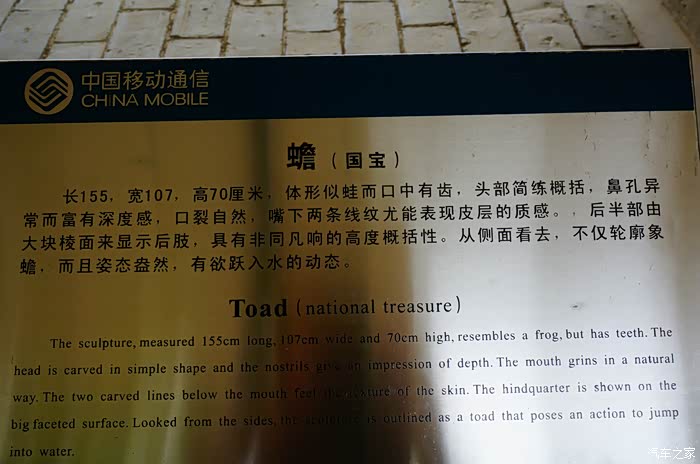 中国移动通信
CHINA MOBILE
蟾（国宝）
长155，宽107，高70厘米，体形似蛙而口中有齿，头部简练概括，鼻孔异
常而富有深度感，口裂自然，嘴下两条线纹尤能表现皮层的质感。，后半部由
大块棱面来显示后肢，具有非同凡响的高度概括性。从侧面看去，不仅轮廓象
蟾，而且姿态盎然，有欲跃入水的动态。
Toad (national treasure)
The sculpture, measured 155cm long, 107cm wide and 70cm high, resembles a frog, but has teeth. The
head is carved in simple shape and the nostrils give an impression of depth. The mouth grins in a natural
way. The two carved lines below the mouth feel the texture of the skin. The hindquarter is shown on the
big faceted surface. Looked from the sides, the sculpture is outlined as a toad that poses an action to jump
into water.
汽车之家